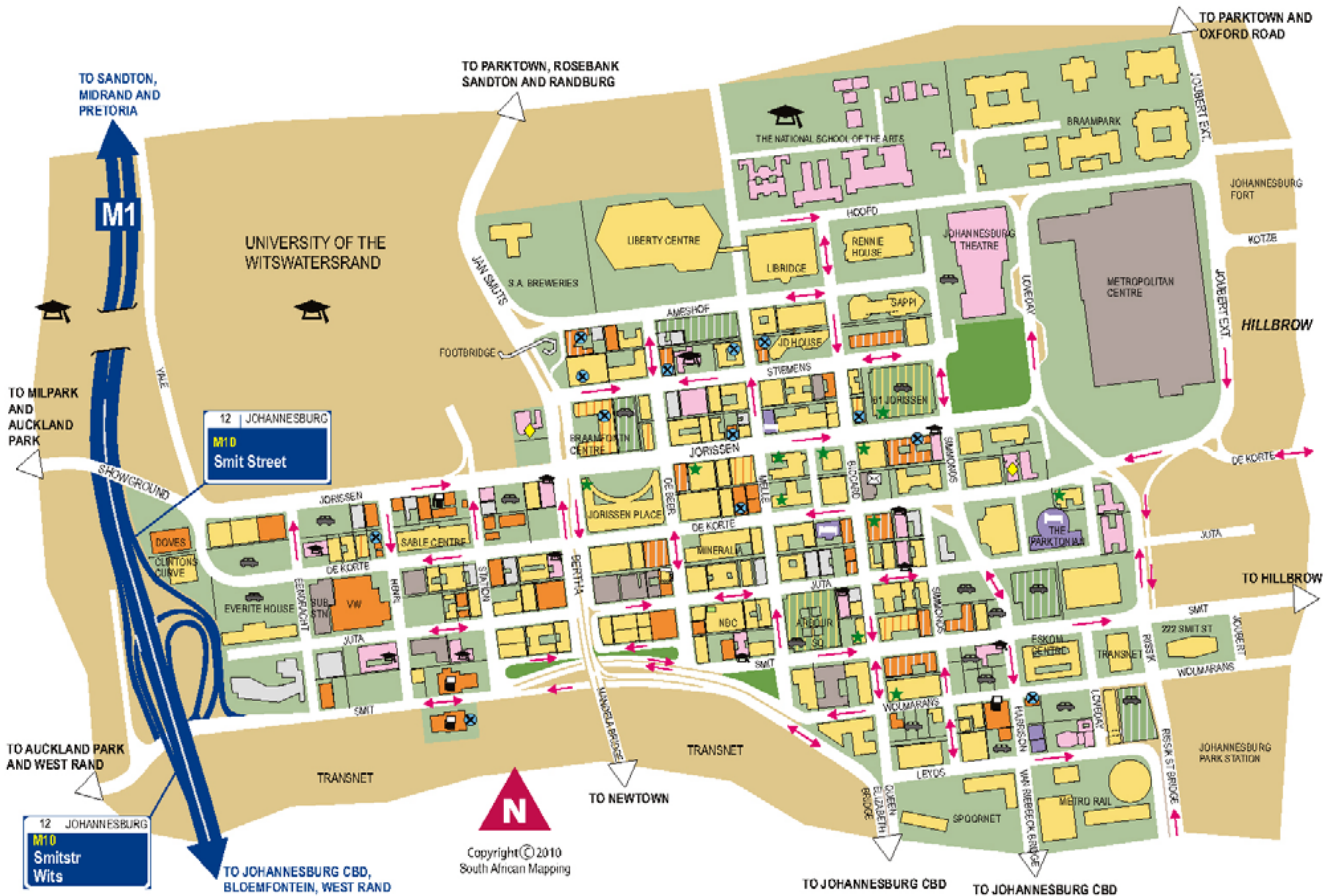 TO PARKTOWN AND
OXFORD ROAD
TO PARKTOWN, ROSEBANK
SANDTON AND RANDBURG
TO SANDTON,
MIDRAND AND
PRETORIA
JOUBERT EXT.
BRAAMPARK
THE NATIONAL SCHOOL OF THE ARTS
JOHANNESBURG
FORT
M1
HOOFD
UNIVERSITY OF THE
WITSWATERSRAND
LIBERTY CENTRE
RENNIE
HOUSE
JOHANNESBURG
THEATRE
KOTZE
LIBRIDGE
JAN SMUTS
S.A. BREWERIES
LOVEDAY
METROPOLITAN
CENTRE
JOUBERT EXT.
AMESHOF
SAPPI
HILLBROW
FOOTBRIDGE
JD HOUSE
YALE
STIEMENS
TO MILPARK
AND
AUCKLAND
PARK
61 JORISSEN
12 JOHANNESBURG
M10
Smit Street
BRAAMFONTN
CENTRE
JORISSEN
SIMMONDS
DE KORTE
SHOWGROUND
BICCARD
MELLE
DE BEER
JORISSEN
JORISSEN PLACE
DE KORTE
THE
PARKTONIAN
JUTA
DOVES
SABLE CENTRE
MINERALIA
CLINTONS
CURVE
DE KORTE
BERTHA
STATION
HENRI
EENDRACHT
JUTA
TO HILLBROW
EVERITE HOUSE
SUB
STN
VW
SIMMONDS
SMIT
NBC
ARBOUR
SQ
222 SMIT ST
JOUBERT
JUTA
ESKOM
CENTRE
TRANSNET
RISSIK
SMIT
WOLMARANS
SMIT
MANDELA BRIDGE
WOLMARANS
HARRISON
LOVEDAY
TO AUCKLAND PARK
AND WEST RAND
TRANSNET
TRANSNET
RISSIK ST BRIDGE
JOHANNESBURG
PARK STATION
LEYDS
N
TO NEWTOWN
QUEEN
ELIZABETH
BRIDGE
VAN RIEBEECK BRIDGE
METRO RAIL
SPOORNET
12 JOHANNESBURG
M10
Smitstr
Wits
Copyright © 2010
South African Mapping
TO JOHANNESBURG CBD,
BLOEMFONTEIN, WEST RAND
TO JOHANNESBURG CBD
TO JOHANNESBURG CBD